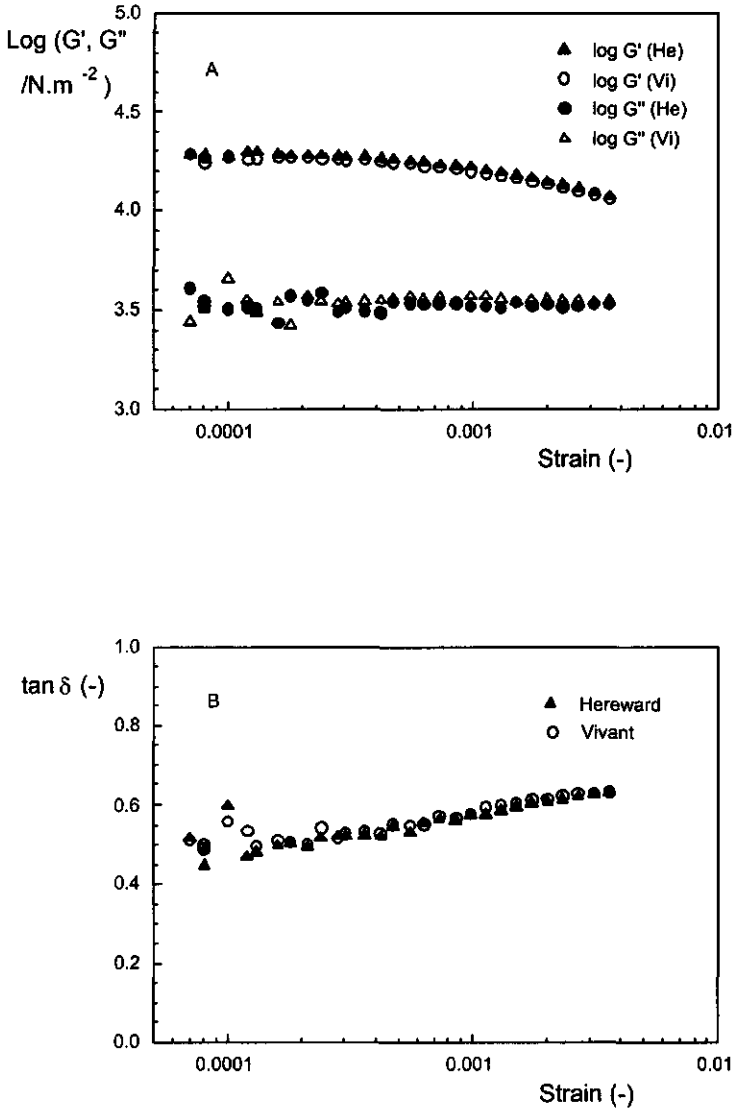 Log (G', G"
/N.m -2 )
5.0
4.5
4.0
3.5
3.0
A
log G' (He)
log G' (Vi)
log G" (He)
log G" (Vi)
0.0001
0.001
0.01
Strain (-)
tan δ (-)
1.0
0.8
0.6
0.4
0.2
0.0
B
Hereward
Vivant
0.0001
0.001
0.01
Strain (-)